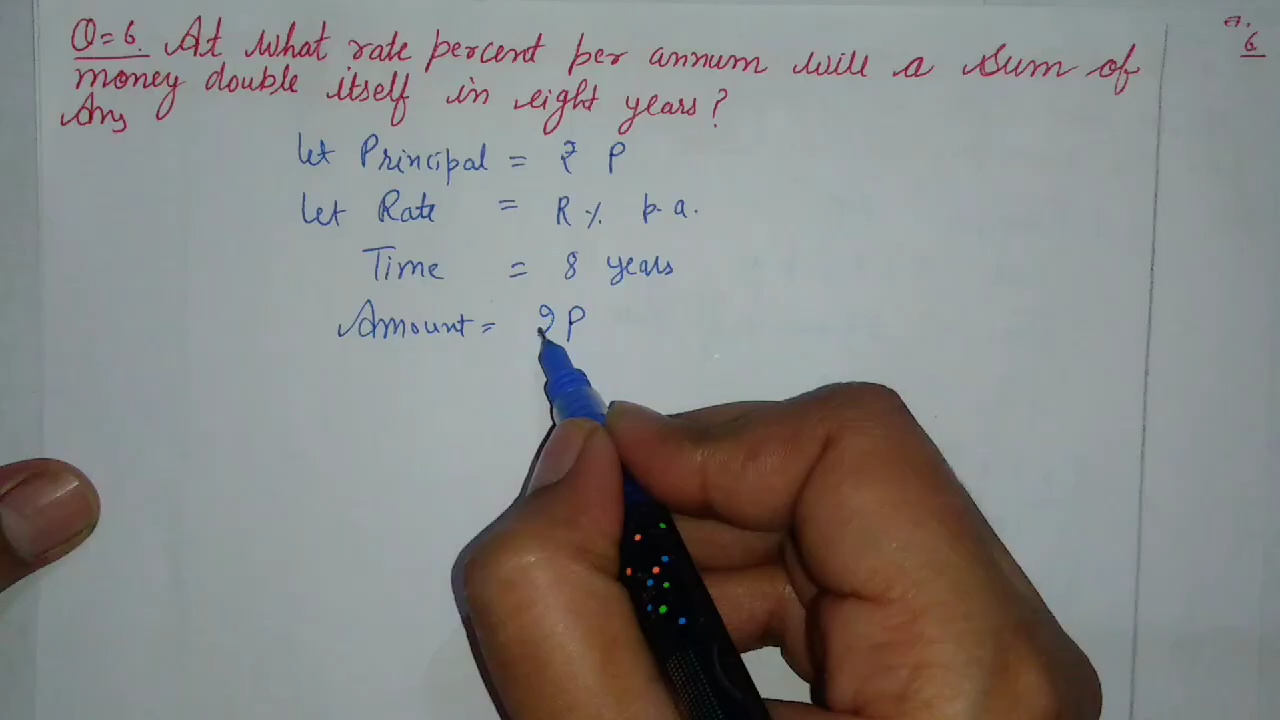 Q=6. At what rate percent per annum will a sum of
money double itself in eight years?
Ans
let Principal = ₹ P
let Rate = R % p.a.
Time = 8 years
Amount = 2P
6